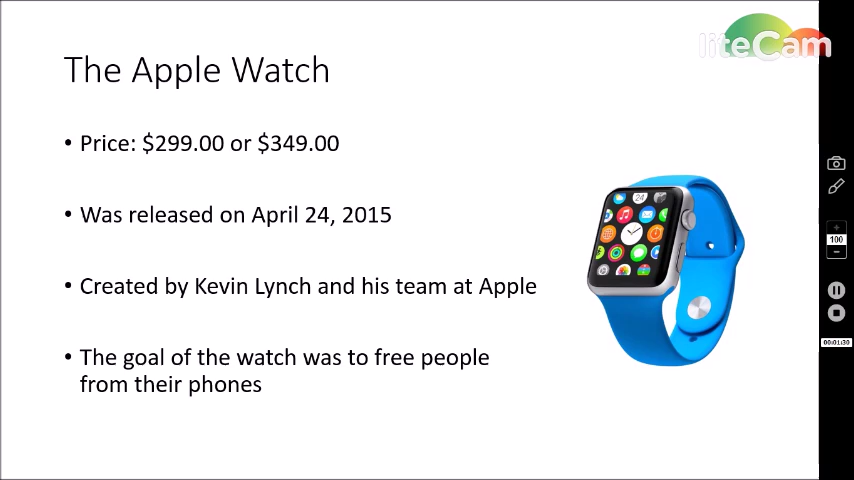 liteCam
The Apple Watch
• Price: $299.00 or $349.00
• Was released on April 24, 2015
• Created by Kevin Lynch and his team at Apple
• The goal of the watch was to free people
from their phones
24
100
00:01:30